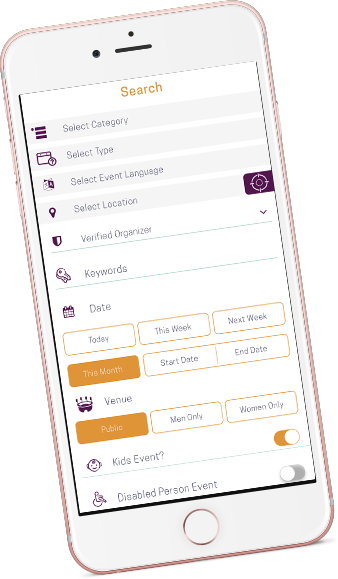 Search
Select Category
Select Type
Select Event Language
Select Location
Verified Organizer
Keywords
Date
Today
This Week
Next Week
This Month
Start Date
End Date
Venue
Public
Men Only
Women Only
Kids Event?
Disabled Person Event